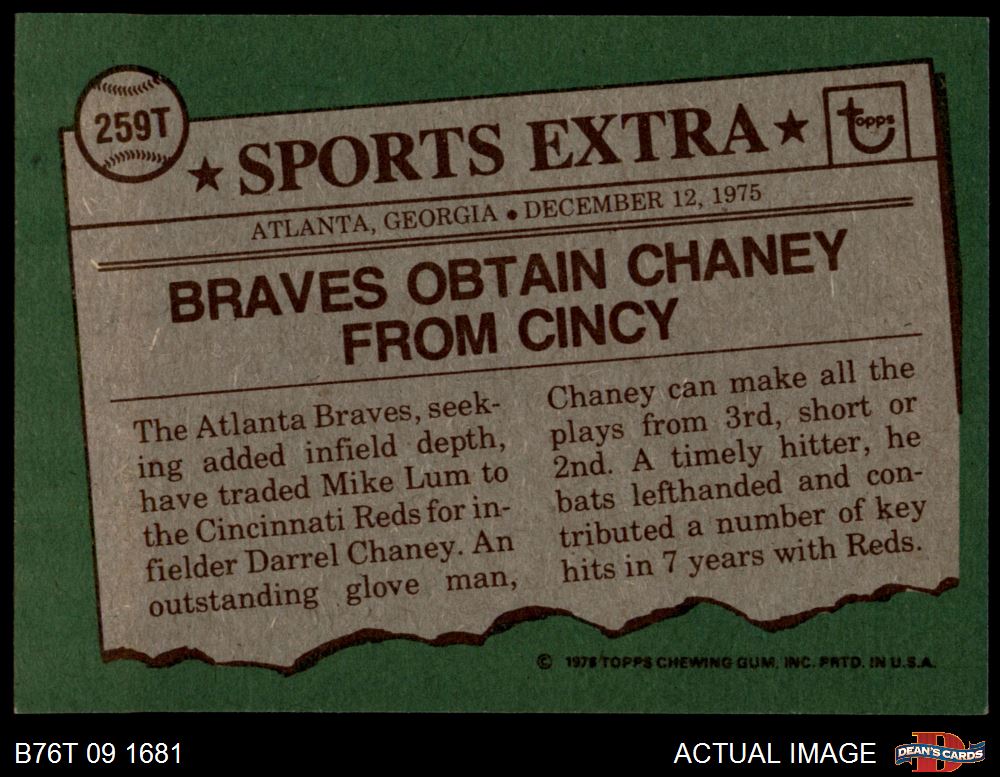 259T
★ SPORTS EXTRA ★
topps
ATLANTA, GEORGIA • DECEMBER 12, 1975
BRAVES OBTAIN CHANEY
FROM CINCY
The Atlanta Braves, seek-
ing added infield depth,
have traded Mike Lum to
the Cincinnati Reds for in-
fielder Darrel Chaney. An
outstanding glove man,
Chaney can make all the
plays from 3rd, short or
2nd. A timely hitter, he
bats lefthanded and con-
tributed a number of key
hits in 7 years with Reds.
© 1976 TOPPS CHEWING GUM, INC. PRTD. IN U.S.A.
B76T 09 1681
ACTUAL IMAGE
DEAN'S CARDS